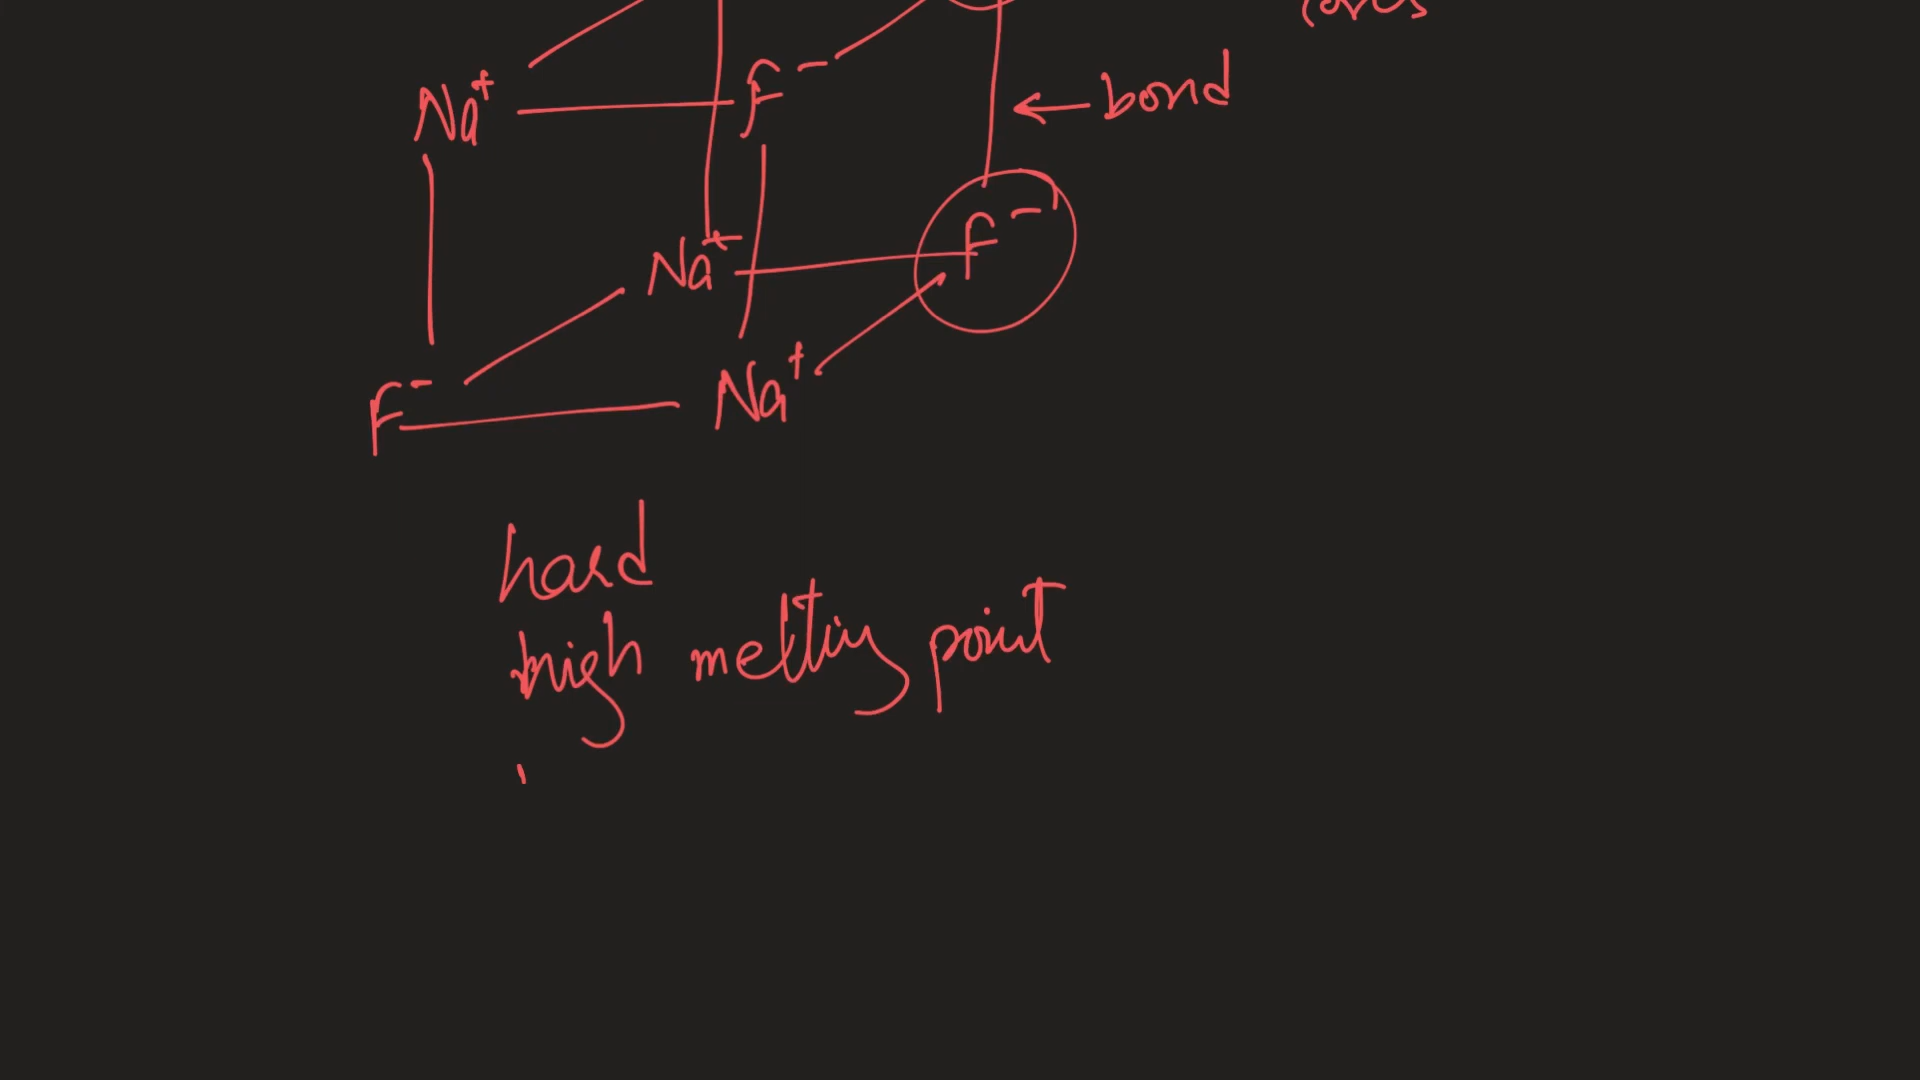 Na+ F - ← bond
Na+ F -
F - Na+
hard
high melting point